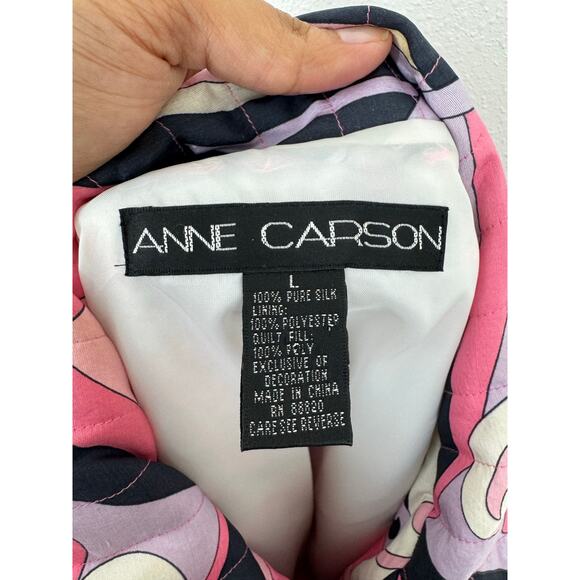 ANNE CARSON
L
100% PURE SILK
LINING:
100% POLYESTER
QUILT FILL:
100% POLY
EXCLUSIVE OF
DECORATION
MADE IN CHINA
RN 88820
CARE SEE REVERSE